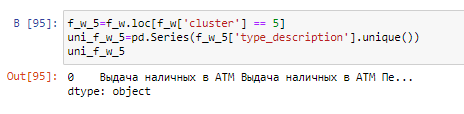 В [95]: f_w_5=f_w.loc[f_w['cluster'] == 5]
uni_f_w_5=pd.Series(f_w_5['type_description'].unique())
uni_f_w_5
Out[95]: 0 Выдача наличных в АТМ Выдача наличных в АТМ Пе...
dtype: object